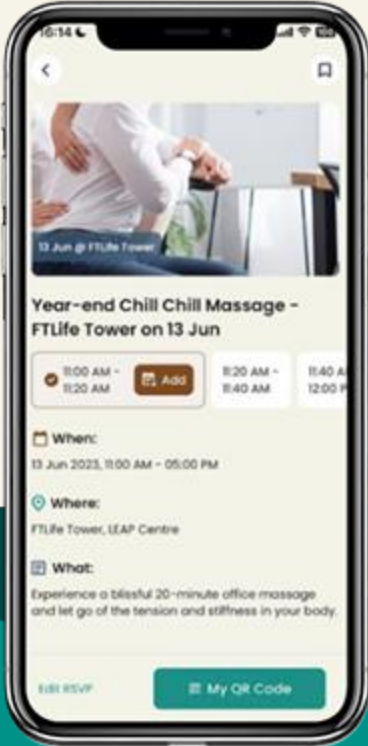 16:14
13 Jun @ FTLife Tower
Year-end Chill Chill Massage -
FTLife Tower on 13 Jun
11:00 AM -
11:20 AM
Add
11:20 AM -
11:40 AM
11:40 A
12:00 P
When:
13 Jun 2023, 11:00 AM - 05:00 PM
Where:
FTLife Tower, LEAP Centre
What:
Experience a blissful 20-minute office massage
and let go of the tension and stiffness in your body.
Edit RSVP
My QR Code